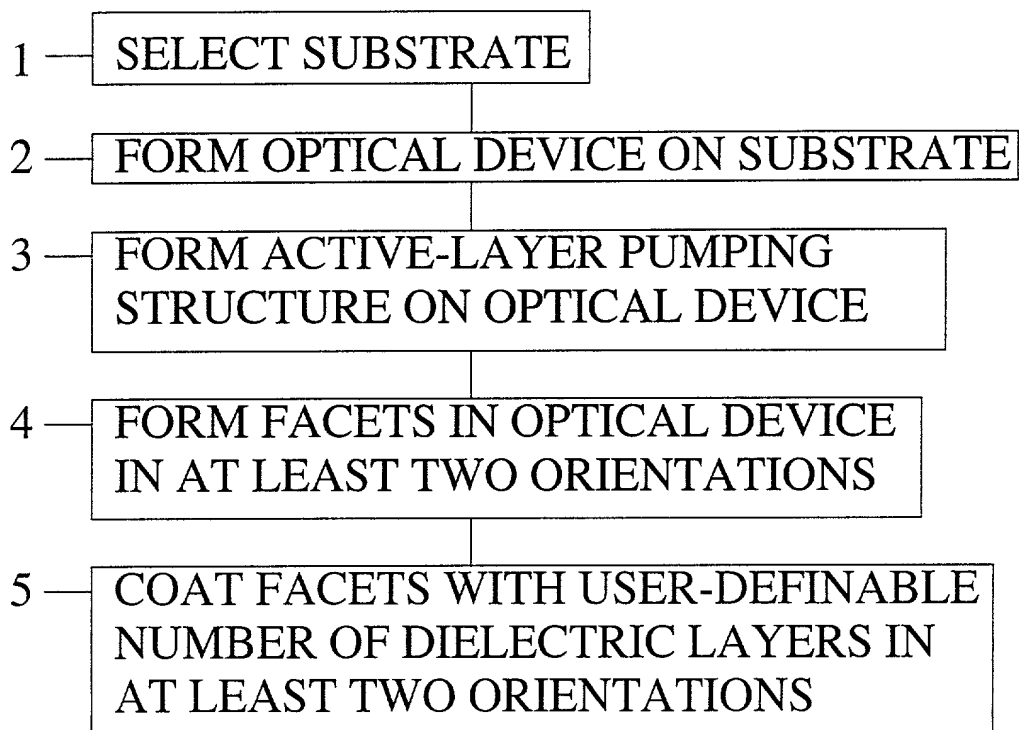 1 SELECT SUBSTRATE
2 FORM OPTICAL DEVICE ON SUBSTRATE
3 FORM ACTIVE-LAYER PUMPING
STRUCTURE ON OPTICAL DEVICE
4 FORM FACETS IN OPTICAL DEVICE
IN AT LEAST TWO ORIENTATIONS
5 COAT FACETS WITH USER-DEFINABLE
NUMBER OF DIELECTRIC LAYERS IN
AT LEAST TWO ORIENTATIONS